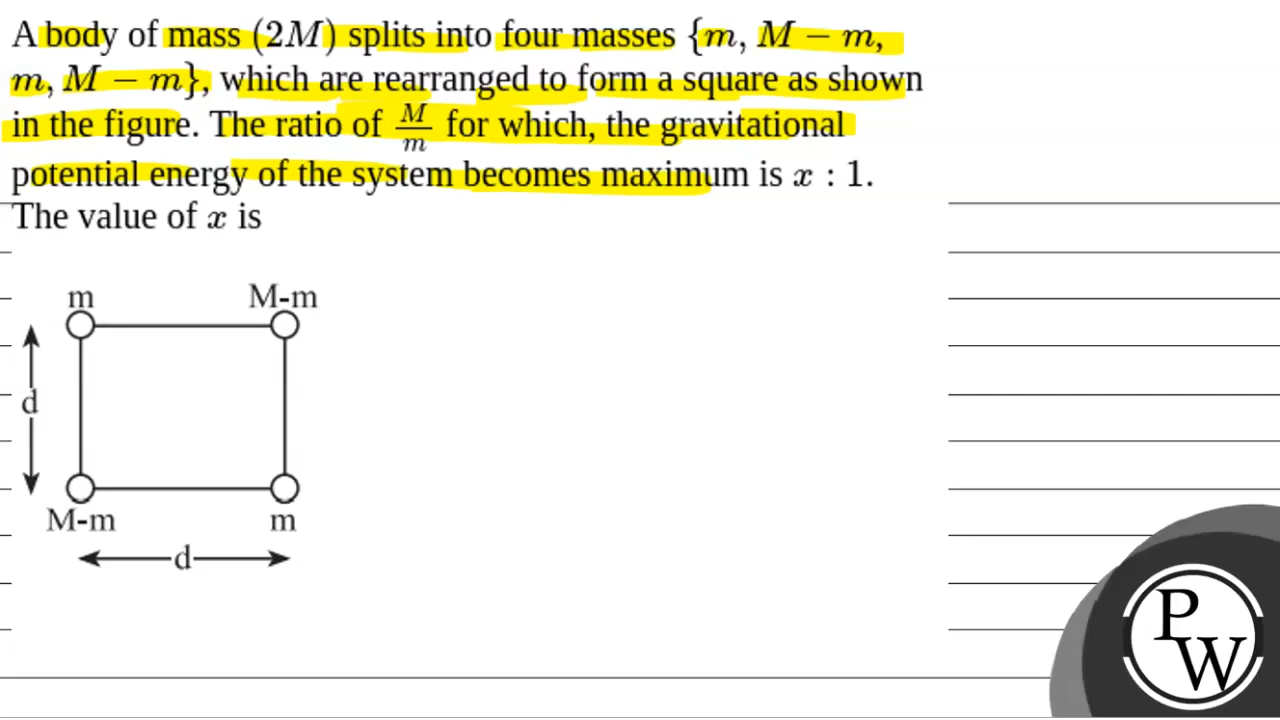 A body of mass (2M) splits into four masses {m, M − m,
m, M − m}, which are rearranged to form a square as shown
in the figure. The ratio of M/m for which, the gravitational
potential energy of the system becomes maximum is x : 1.
The value of x is
m M-m
d
M-m m
d
P
W